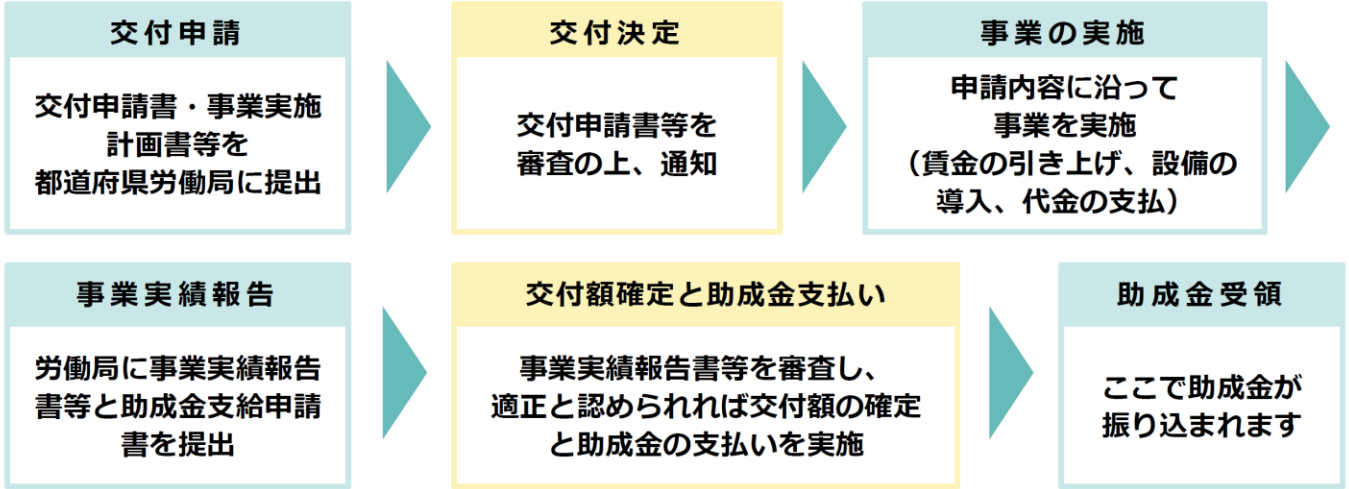 交付申請
交付申請書・事業実施
計画書等を
都道府県労働局に提出
交付決定
交付申請書等を
審査の上、通知
事業の実施
申請内容に沿って
事業を実施
（賃金の引き上げ、設備の
導入、代金の支払）
事業実績報告
労働局に事業実績報告
書等と助成金支給申請
書を提出
交付額確定と助成金支払い
事業実績報告書等を審査し、
適正と認められれば交付額の確定
と助成金の支払いを実施
助成金受領
ここで助成金が
振り込まれます